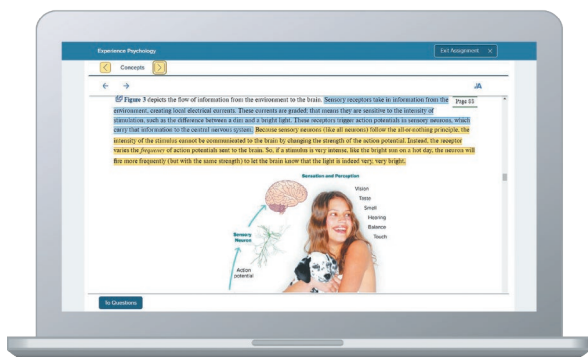 Experience Psychology
Exit Assignment X
Concepts
Figure 3 depicts the flow of information from the environment to the brain. Sensory receptors take in information from the
Page 93
environment, creating local electrical currents. These currents are graded; that means they are sensitive to the intensity of
stimulation, such as the difference between a dim and a bright light. These receptors trigger action potentials in sensory neurons, which
carry that information to the central nervous system. Because sensory neurons (like all neurons) follow the all-or-nothing principle, the
intensity of the stimulus cannot be communicated to the brain by changing the strength of the action potential. Instead, the receptor
varies the frequency of action potentials sent to the brain. So, if a stimulus is very intense, like the bright sun on a hot day, the neuron will
fire more frequently (but with the same strength) to let the brain know that the light is indeed very, very bright.
Sensation and Perception
Vision
Taste
Smell
Hearing
Balance
Touch
Sensory
Neuron
Action
potential
To Questions